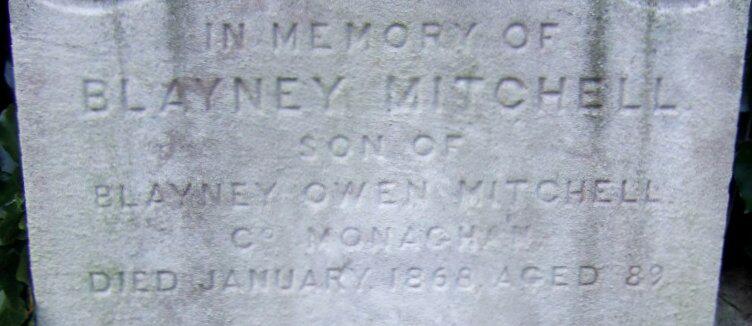 IN MEMORY OF
BLAYNEY MITCHELL
SON OF
BLAYNEY OWEN MITCHELL
Co MONAGHAN
DIED JANUARY, 1868, AGED 89